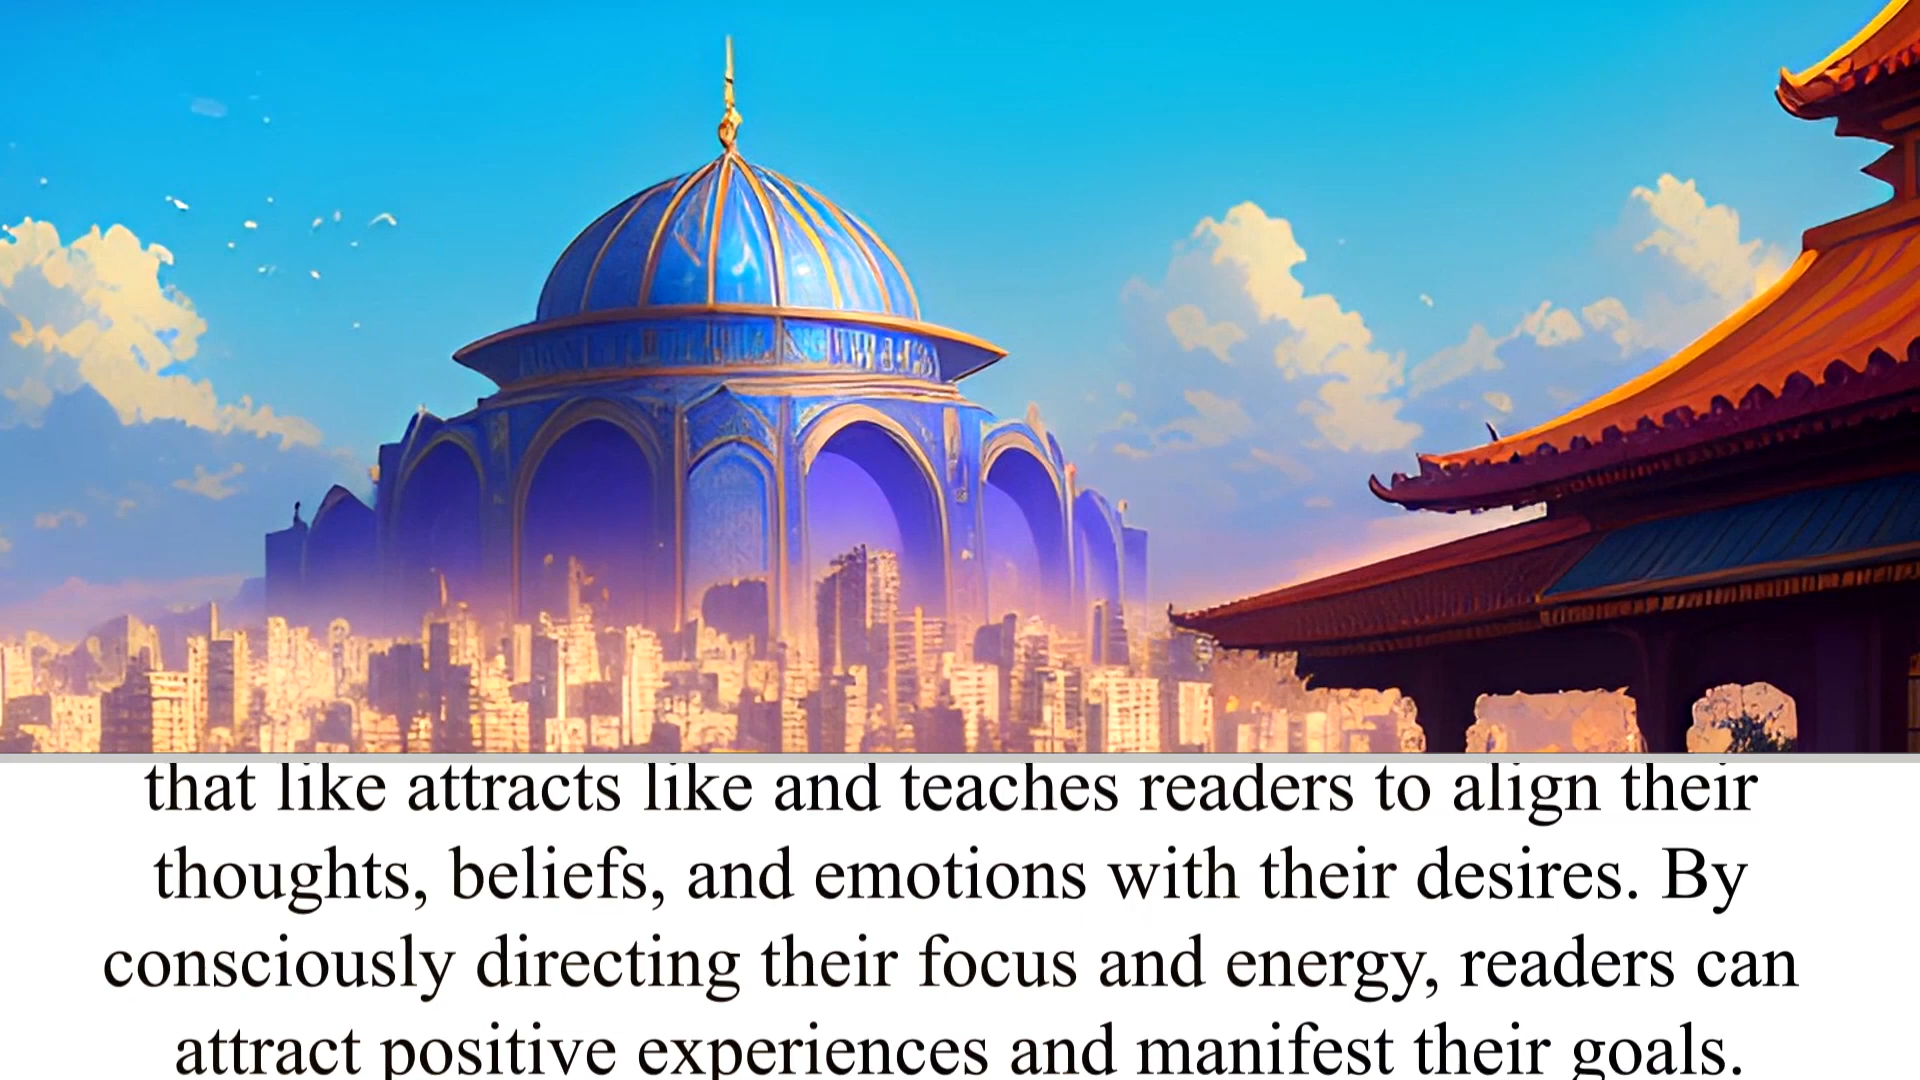 that like attracts like and teaches readers to align their
thoughts, beliefs, and emotions with their desires. By
consciously directing their focus and energy, readers can
attract positive experiences and manifest their goals.